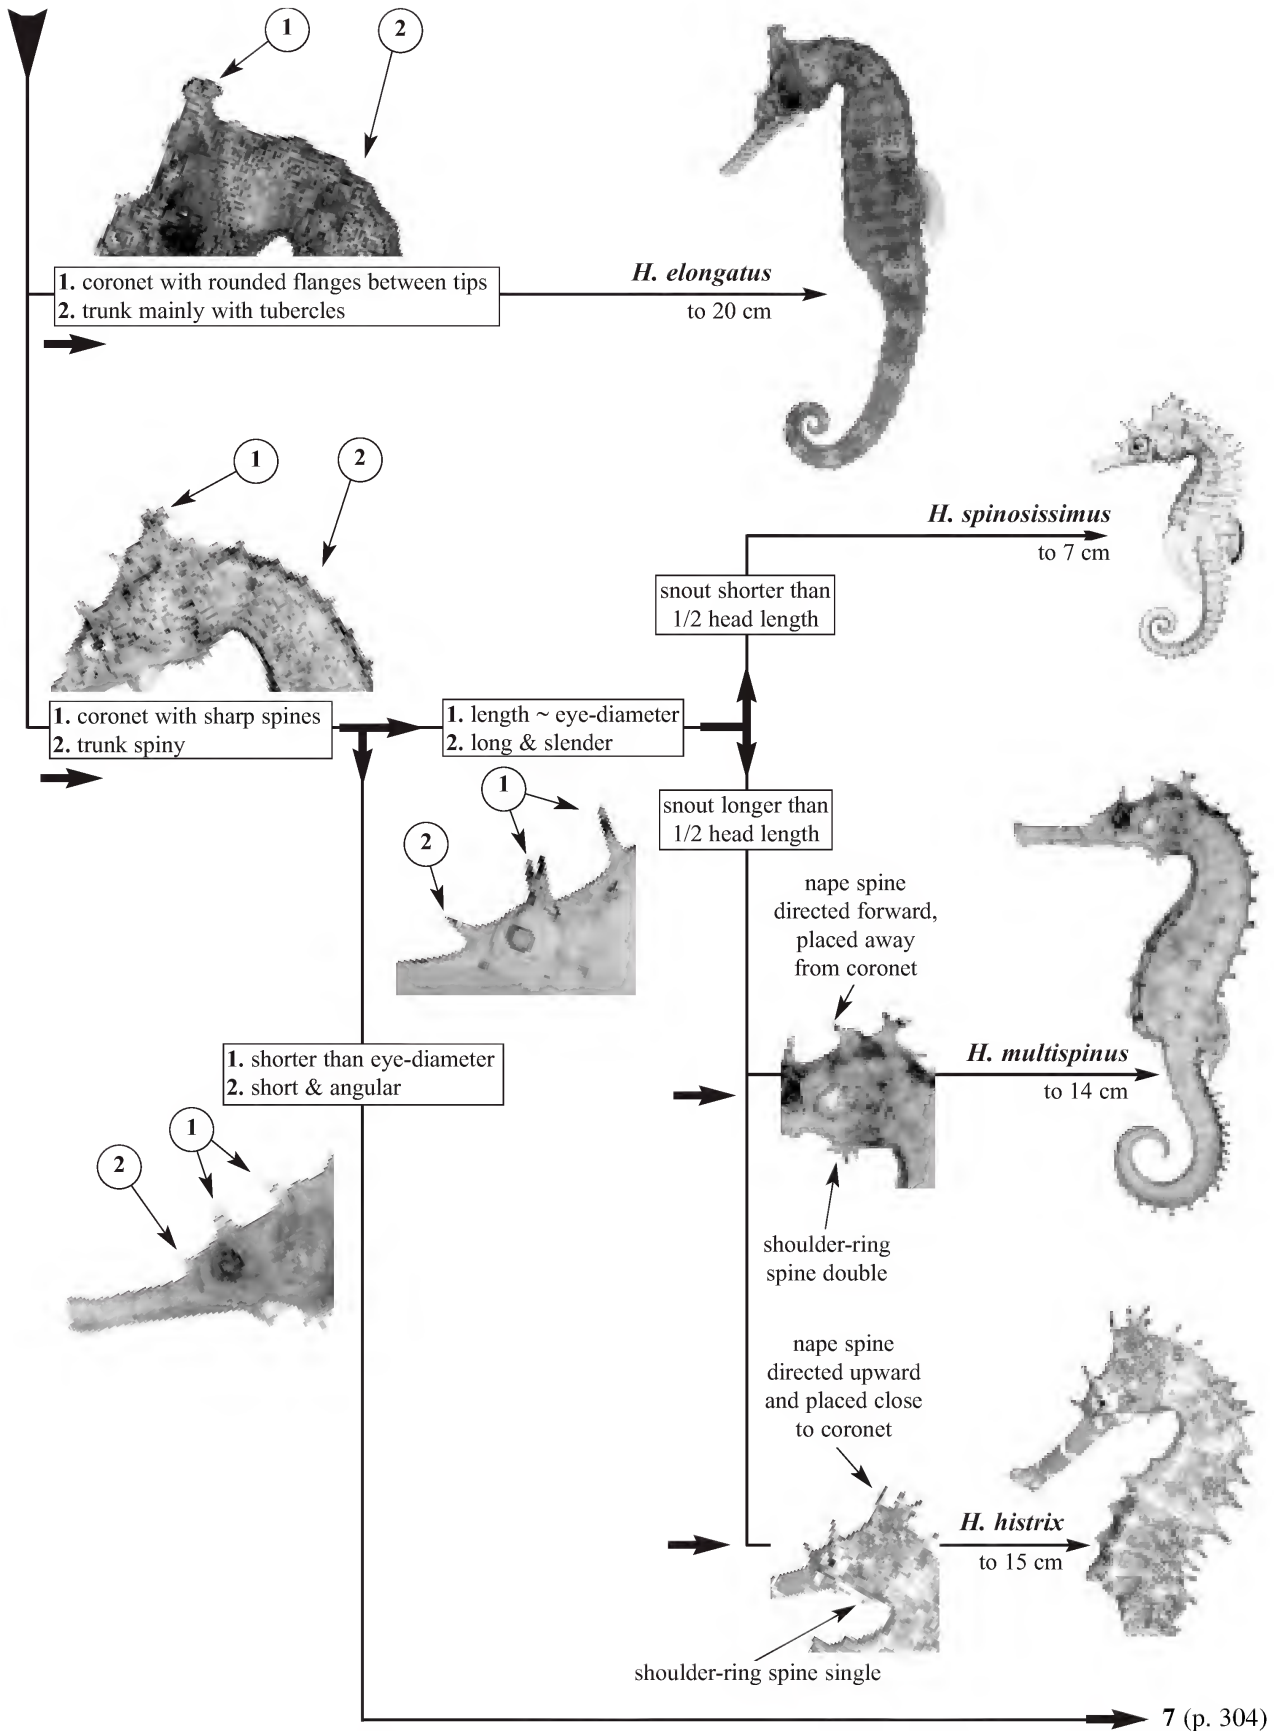 1
2
1. coronet with rounded flanges between tips
2. trunk mainly with tubercles
H. elongatus
to 20 cm
1
2
H. spinosissimus
to 7 cm
snout shorter than
1/2 head length
1. coronet with sharp spines
2. trunk spiny
1. length ~ eye-diameter
2. long & slender
1
2
snout longer than
1/2 head length
nape spine
directed forward,
placed away
from coronet
H. multispinus
to 14 cm
shoulder-ring
spine double
1. shorter than eye-diameter
2. short & angular
1
2
nape spine
directed upward
and placed close
to coronet
H. histrix
to 15 cm
shoulder-ring spine single
7 (p. 304)